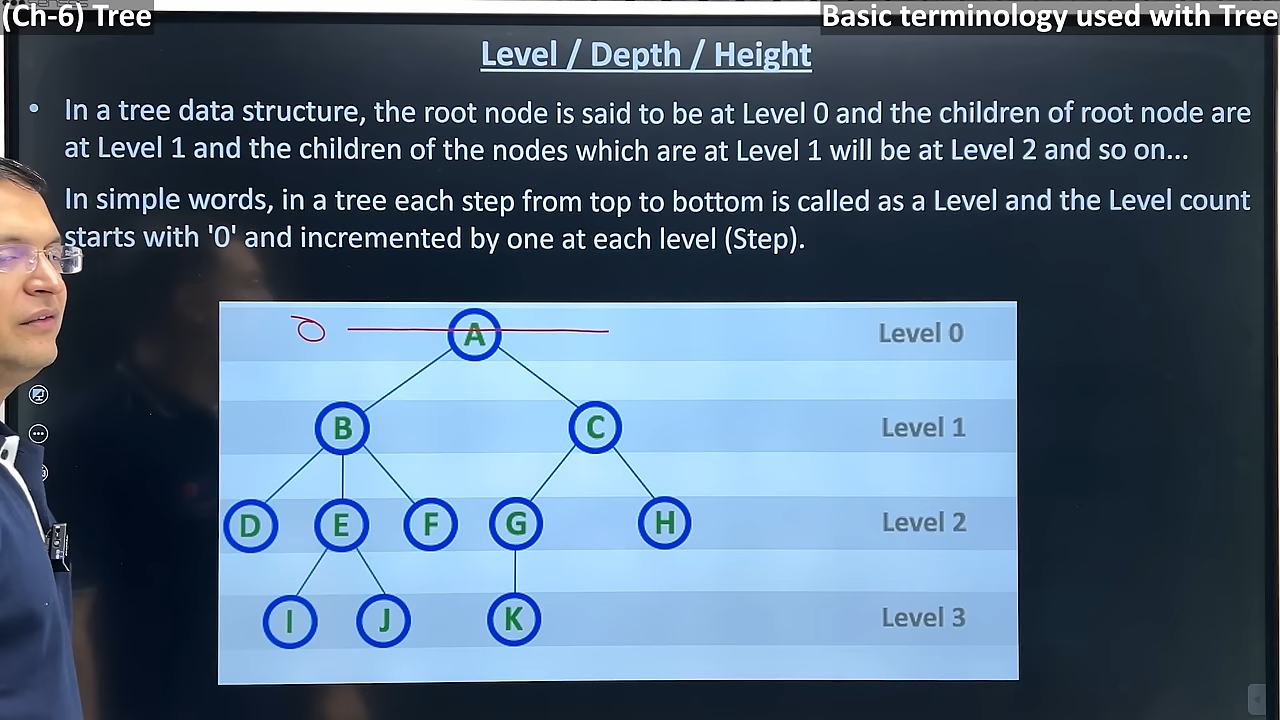 (Ch-6) Tree
Basic terminology used with Tree
Level / Depth / Height
• In a tree data structure, the root node is said to be at Level 0 and the children of root node are
at Level 1 and the children of the nodes which are at Level 1 will be at Level 2 and so on...
In simple words, in a tree each step from top to bottom is called as a Level and the Level count
starts with '0' and incremented by one at each level (Step).
0 A Level 0
B C Level 1
D E F G H Level 2
I J K Level 3